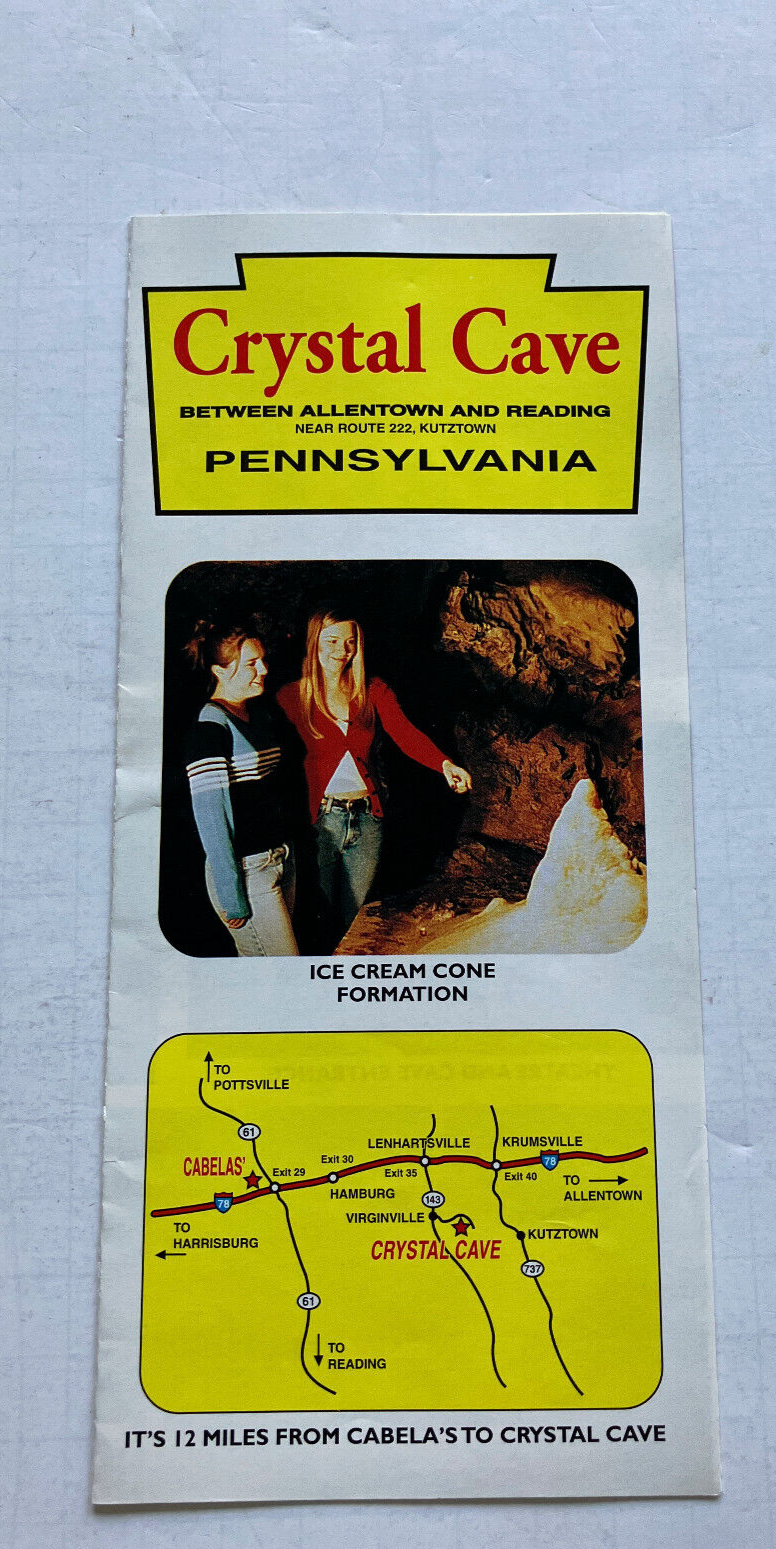 Crystal Cave
BETWEEN ALLENTOWN AND READING
NEAR ROUTE 222, KUTZTOWN
PENNSYLVANIA
ICE CREAM CONE
FORMATION
TO
POTTSVILLE
61
LENHARTSVILLE
KRUMSVILLE
CABELAS'
Exit 29
Exit 30
Exit 35
78
Exit 40
TO
ALLENTOWN
78
HAMBURG
143
VIRGINVILLE
TO
HARRISBURG
CRYSTAL CAVE
KUTZTOWN
737
61
TO
READING
IT'S 12 MILES FROM CABELA'S TO CRYSTAL CAVE